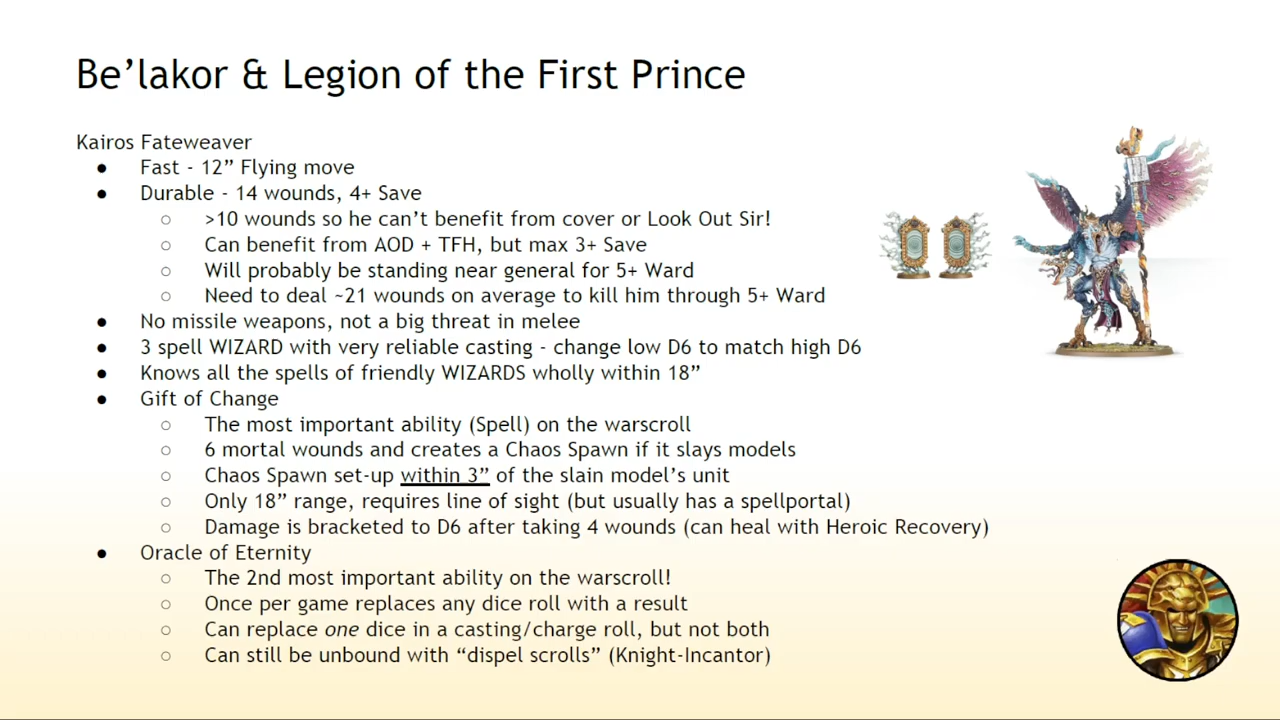 Be’lakor & Legion of the First Prince
Kairos Fateweaver
● Fast - 12” Flying move
● Durable - 14 wounds, 4+ Save
○ >10 wounds so he can’t benefit from cover or Look Out Sir!
○ Can benefit from AOD + TFH, but max 3+ Save
○ Will probably be standing near general for 5+ Ward
○ Need to deal ~21 wounds on average to kill him through 5+ Ward
● No missile weapons, not a big threat in melee
● 3 spell WIZARD with very reliable casting - change low D6 to match high D6
● Knows all the spells of friendly WIZARDS wholly within 18”
● Gift of Change
○ The most important ability (Spell) on the warscroll
○ 6 mortal wounds and creates a Chaos Spawn if it slays models
○ Chaos Spawn set-up within 3” of the slain model’s unit
○ Only 18” range, requires line of sight (but usually has a spellportal)
○ Damage is bracketed to D6 after taking 4 wounds (can heal with Heroic Recovery)
● Oracle of Eternity
○ The 2nd most important ability on the warscroll!
○ Once per game replaces any dice roll with a result
○ Can replace one dice in a casting/charge roll, but not both
○ Can still be unbound with “dispel scrolls” (Knight-Incantor)